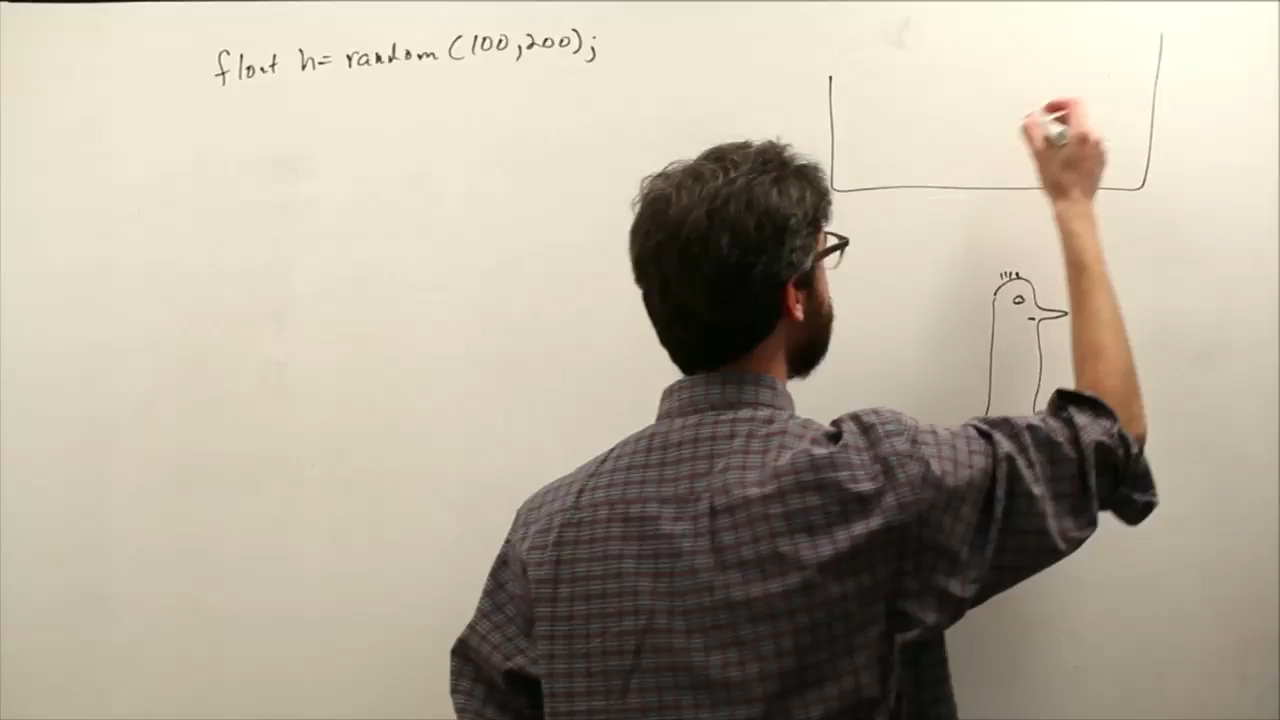 float h= random (100,200);